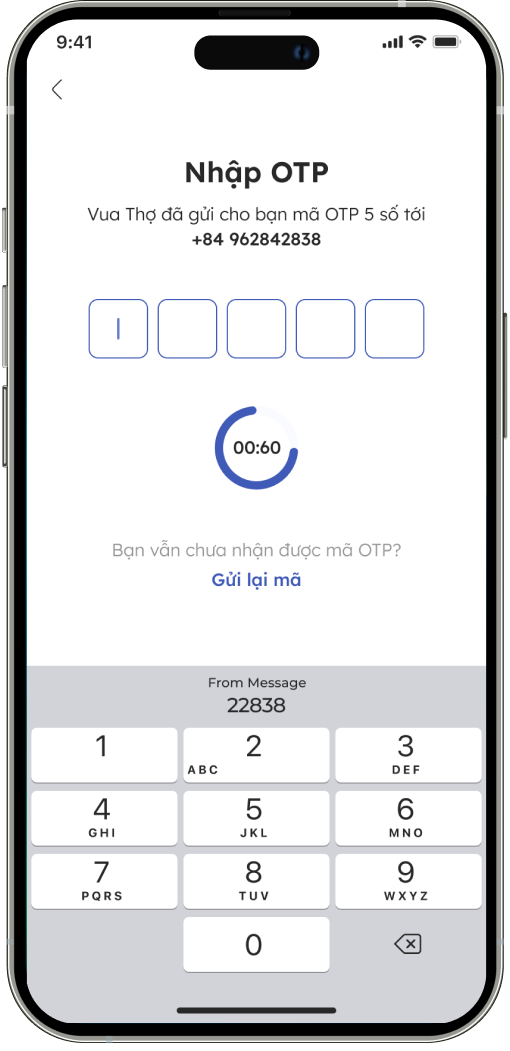 9:41
Nhập OTP
Vua Thợ đã gửi cho bạn mã OTP 5 số tới
+84 962842838
00:60
Bạn vẫn chưa nhận được mã OTP?
Gửi lại mã
From Message
22838
1
2
ABC
3
DEF
4
GHI
5
JKL
6
MNO
7
PQRS
8
TUV
9
WXYZ
0